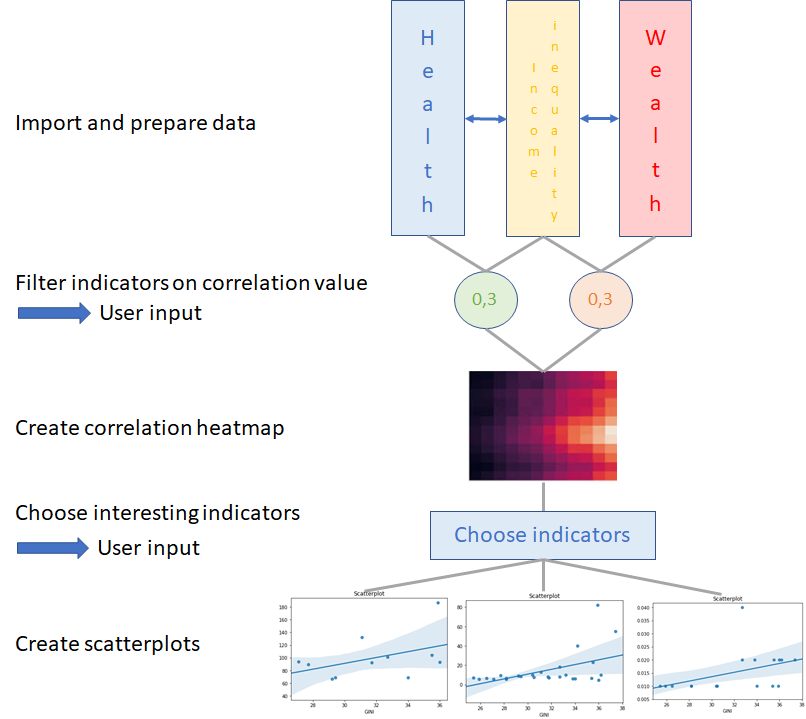 Health
Income
inequality
Wealth
Import and prepare data
Filter indicators on correlation value
User input
0,3
0,3
Create correlation heatmap
Choose interesting indicators
User input
Choose indicators
Create scatterplots
Scatterplot
180
160
140
120
100
80
60
40
28
30
32
34
36
GINI
Scatterplot
80
60
40
20
0
26
28
30
32
34
36
38
GINI
Scatterplot
0.040
0.035
0.030
0.025
0.020
0.015
0.010
0.005
26
28
30
32
34
36
38
GINI